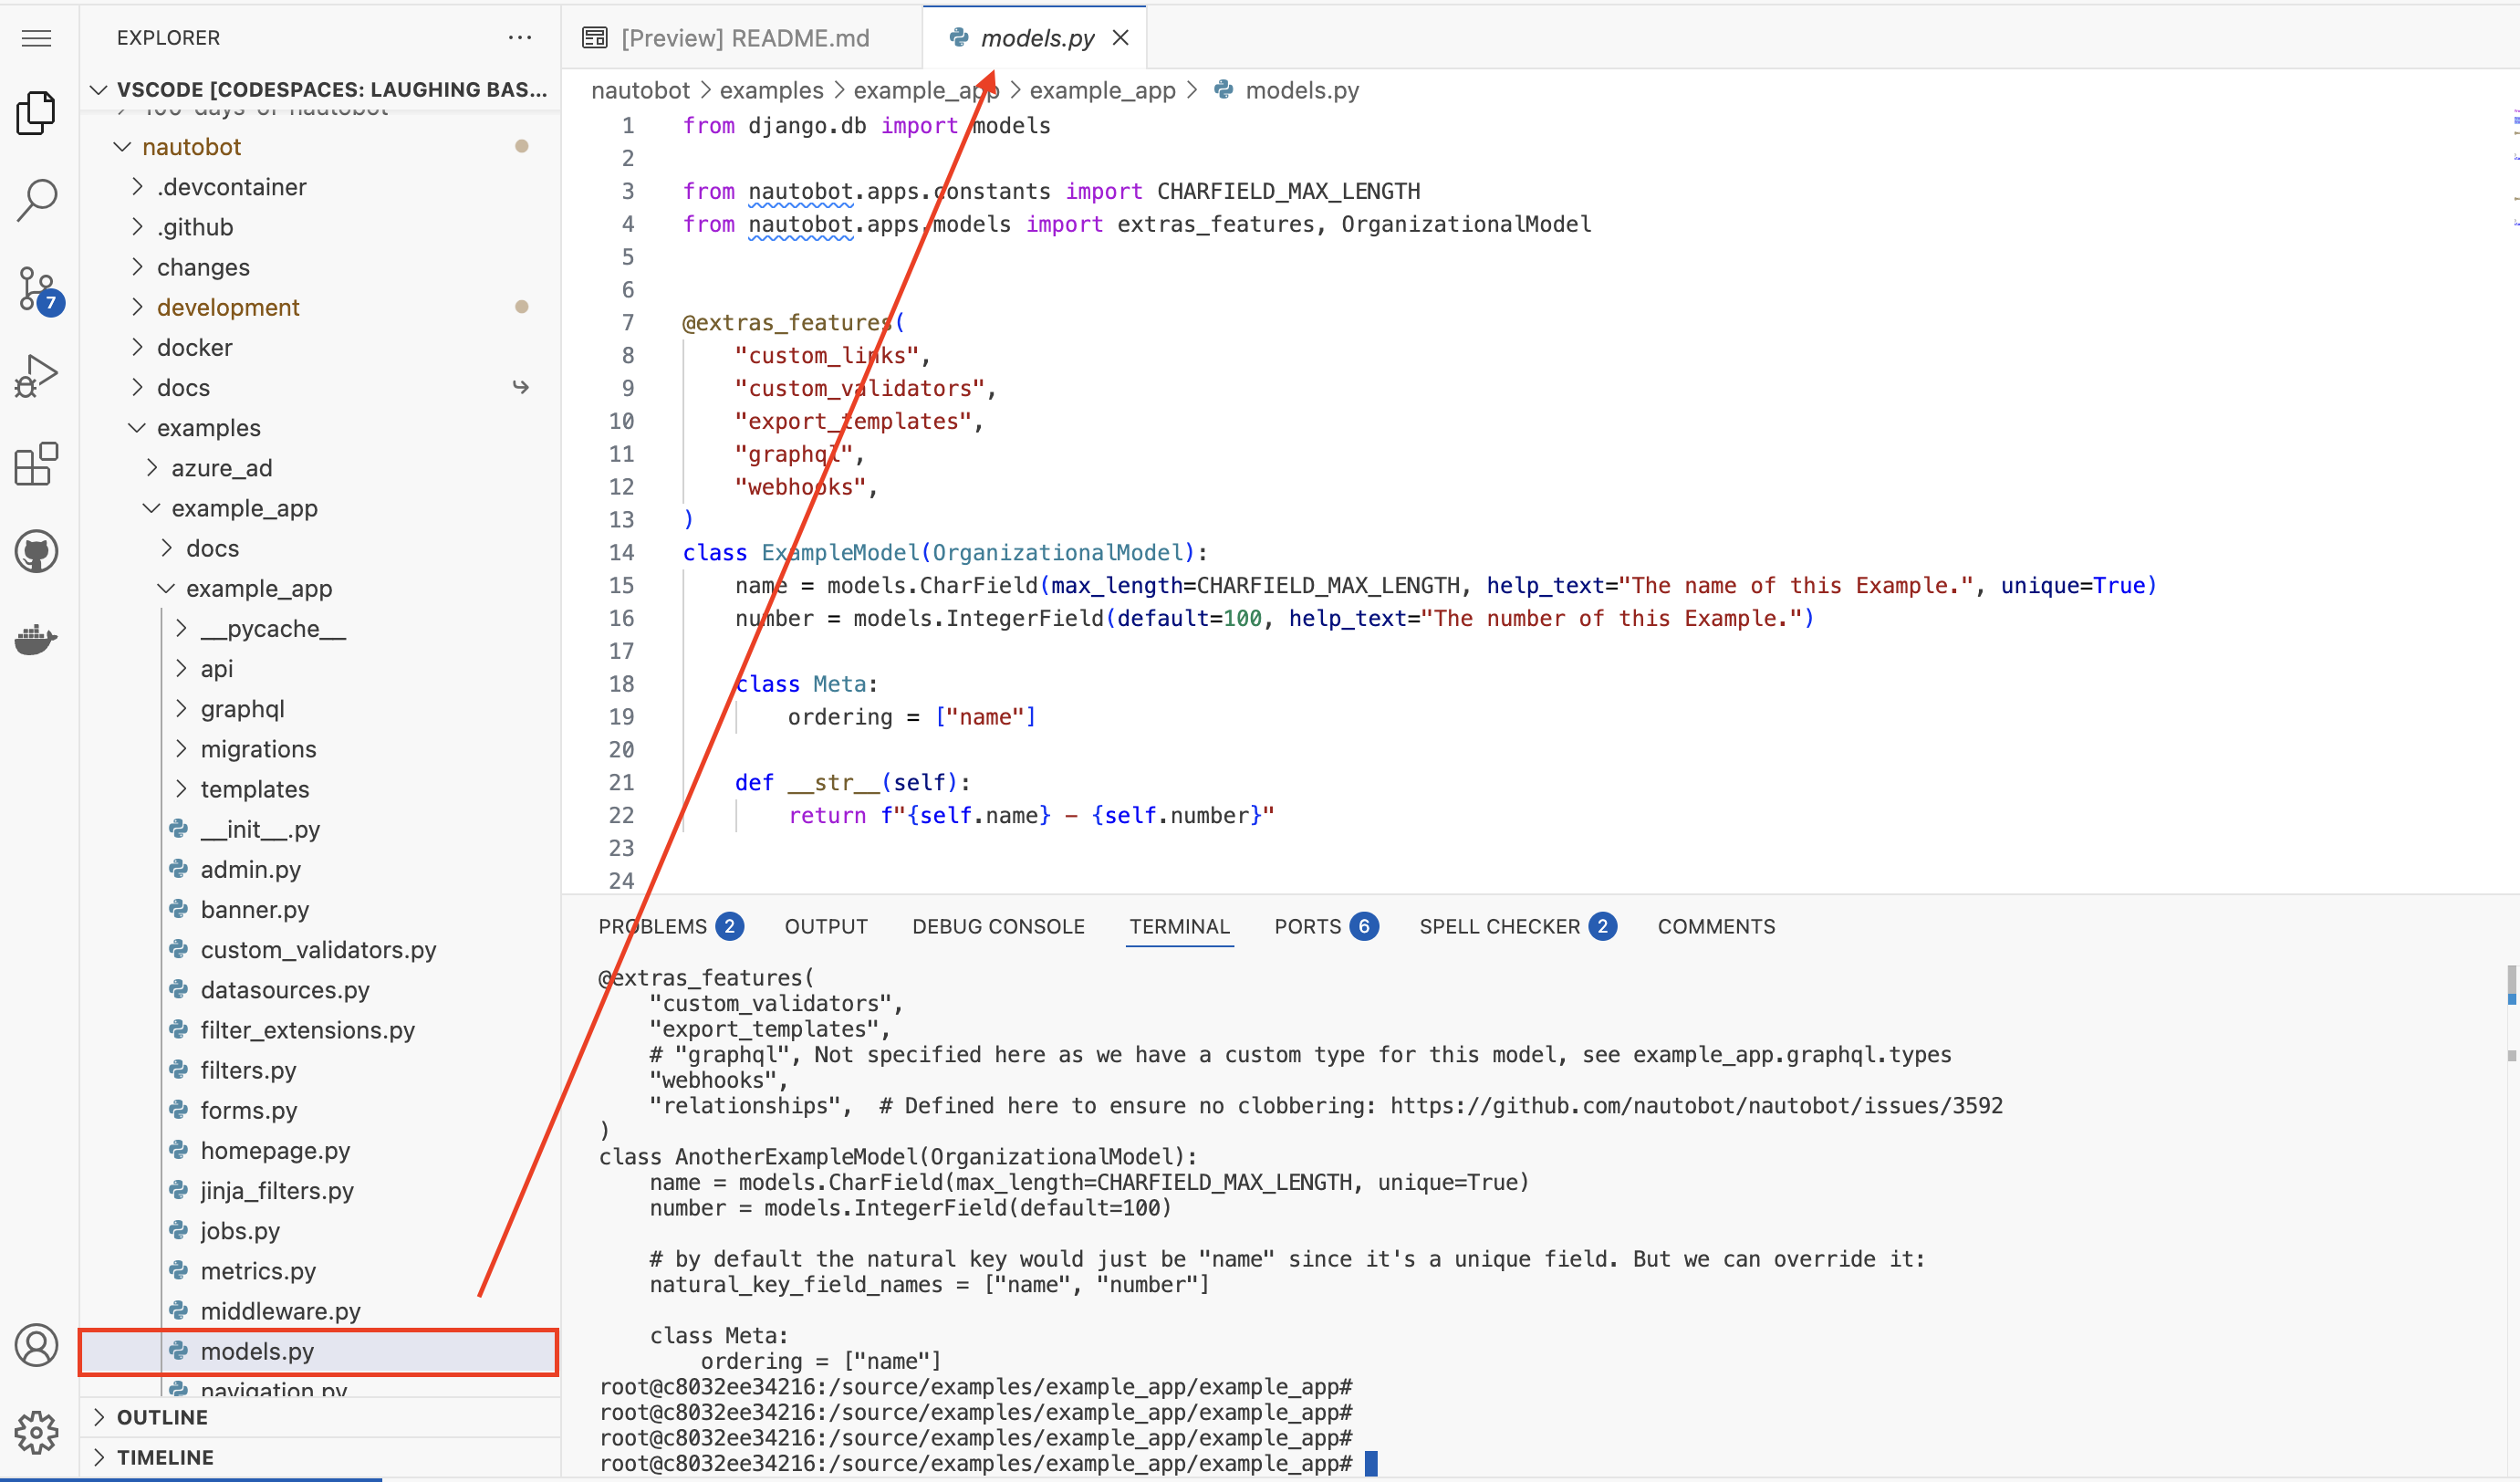 EXPLORER
VSCODE [CODESPACES: LAUGHING BAS...
100-days-of-nautobot
nautobot
.devcontainer
.github
changes
development
docker
docs
examples
azure_ad
example_app
docs
example_app
__pycache__
api
graphql
migrations
templates
__init__.py
admin.py
banner.py
custom_validators.py
datasources.py
filter_extensions.py
filters.py
forms.py
homepage.py
jinja_filters.py
jobs.py
metrics.py
middleware.py
models.py
navigation.py
OUTLINE
TIMELINE
7
[Preview] README.md
models.py
nautobot > examples > example_app > example_app > models.py
1 from django.db import models
2
3 from nautobot.apps.constants import CHARFIELD_MAX_LENGTH
4 from nautobot.apps.models import extras_features, OrganizationalModel
5
6
7 @extras_features(
8     "custom_links",
9     "custom_validators",
10     "export_templates",
11     "graphql",
12     "webhooks",
13 )
14 class ExampleModel(OrganizationalModel):
15     name = models.CharField(max_length=CHARFIELD_MAX_LENGTH, help_text="The name of this Example.", unique=True)
16     number = models.IntegerField(default=100, help_text="The number of this Example.")
17
18     class Meta:
19         ordering = ["name"]
20
21     def __str__(self):
22         return f"{self.name} - {self.number}"
23
24
PROBLEMS 2 OUTPUT DEBUG CONSOLE TERMINAL PORTS 6 SPELL CHECKER 2 COMMENTS
@extras_features(
    "custom_validators",
    "export_templates",
    # "graphql", Not specified here as we have a custom type for this model, see example_app.graphql.types
    "webhooks",
    "relationships",  # Defined here to ensure no clobbering: https://github.com/nautobot/nautobot/issues/3592
)
class AnotherExampleModel(OrganizationalModel):
    name = models.CharField(max_length=CHARFIELD_MAX_LENGTH, unique=True)
    number = models.IntegerField(default=100)
    # by default the natural key would just be "name" since it's a unique field. But we can override it:
    natural_key_field_names = ["name", "number"]
    class Meta:
        ordering = ["name"]
root@c8032ee34216:/source/examples/example_app/example_app#
root@c8032ee34216:/source/examples/example_app/example_app#
root@c8032ee34216:/source/examples/example_app/example_app#
root@c8032ee34216:/source/examples/example_app/example_app#